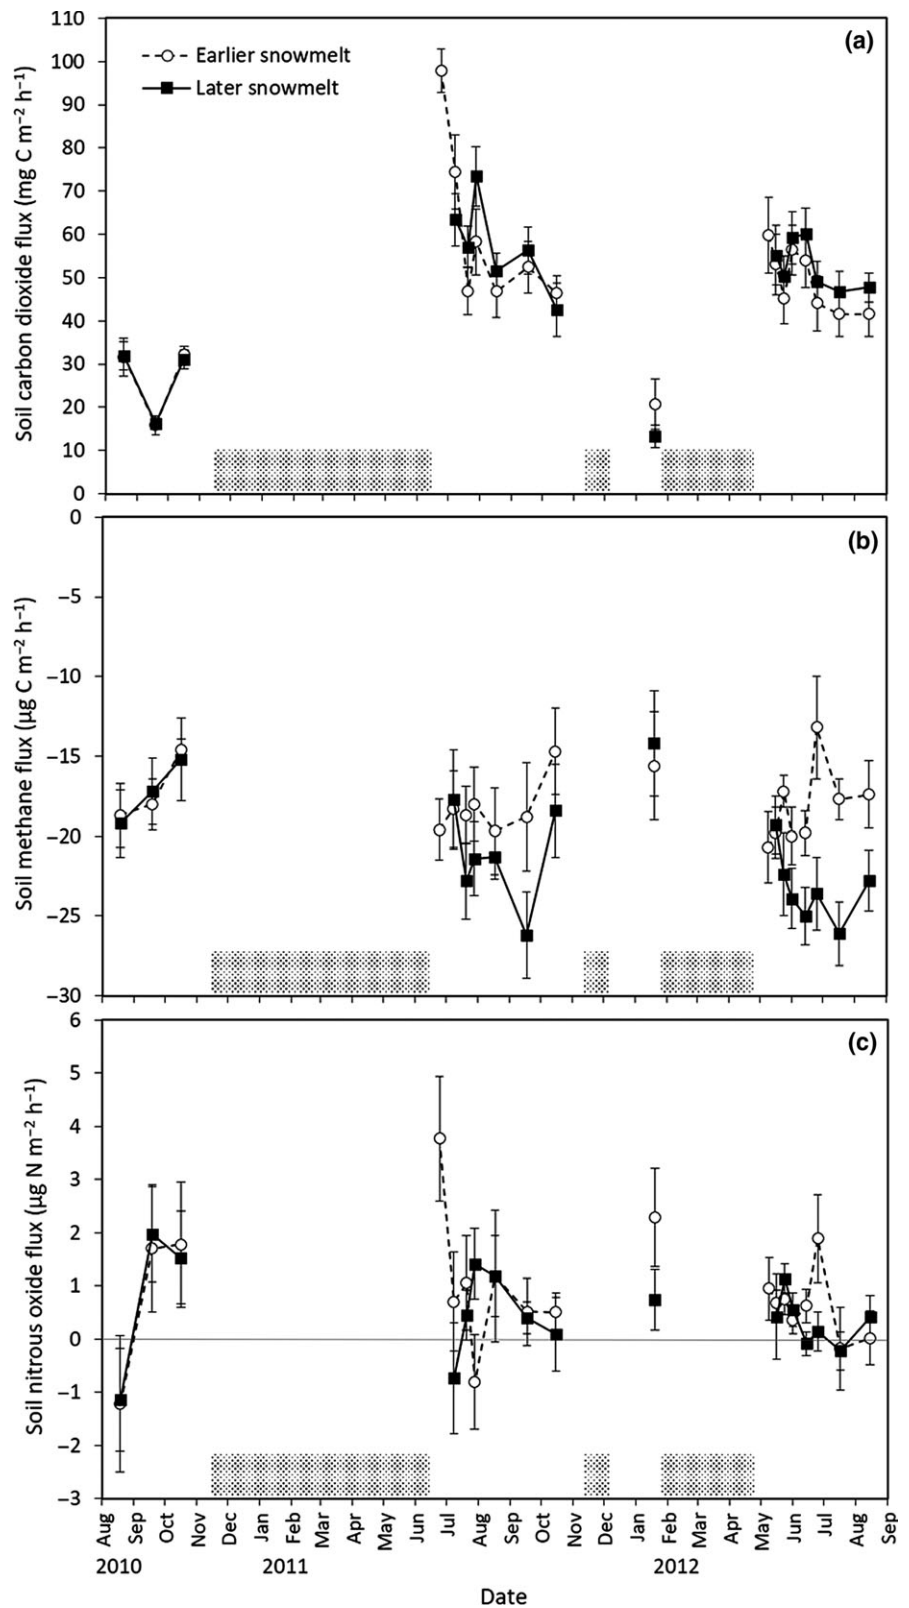 (a)
Earlier snowmelt
Later snowmelt
Soil carbon dioxide flux (mg C m⁻² h⁻¹)
110
100
90
80
70
60
50
40
30
20
10
0
(b)
Soil methane flux (µg C m⁻² h⁻¹)
0
−5
−10
−15
−20
−25
−30
(c)
Soil nitrous oxide flux (µg N m⁻² h⁻¹)
6
5
4
3
2
1
0
−1
−2
−3
Aug Sep Oct Nov Dec Jan Feb Mar Apr May Jun Jul Aug Sep Oct Nov Dec Jan Feb Mar Apr May Jun Jul Aug Sep
2010 2011 2012
Date